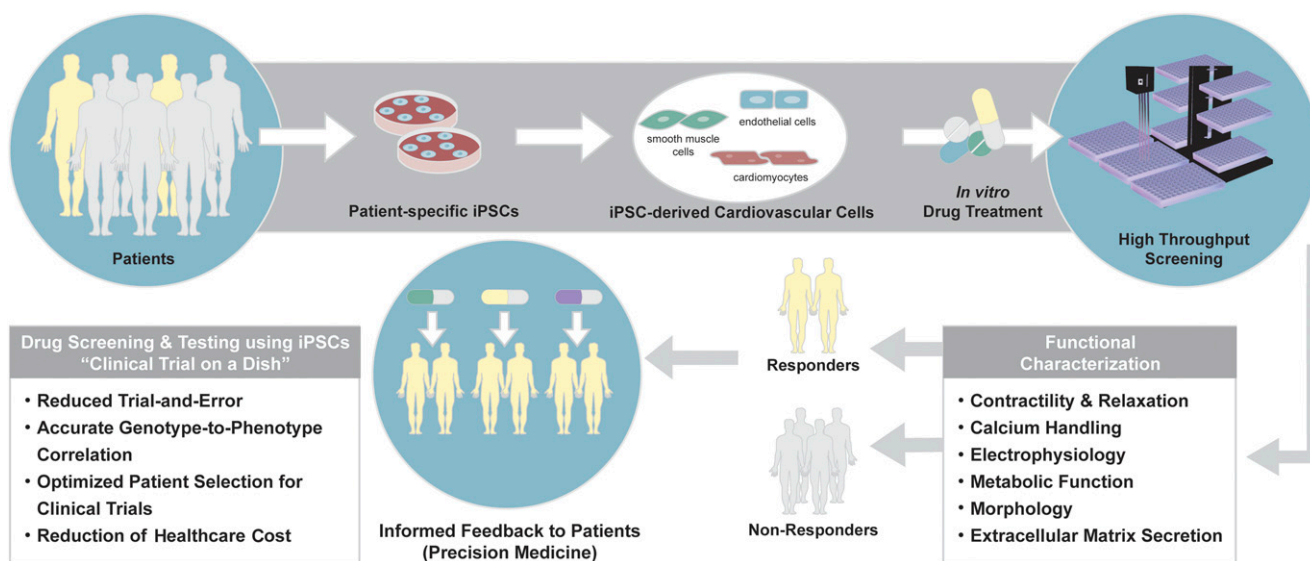 Patients
Patient-specific iPSCs
smooth muscle
cells
endothelial cells
cardiomyocytes
iPSC-derived Cardiovascular Cells
In vitro
Drug Treatment
High Throughput
Screening
Functional
Characterization
• Contractility & Relaxation
• Calcium Handling
• Electrophysiology
• Metabolic Function
• Morphology
• Extracellular Matrix Secretion
Responders
Non-Responders
Informed Feedback to Patients
(Precision Medicine)
Drug Screening & Testing using iPSCs
“Clinical Trial on a Dish”
• Reduced Trial-and-Error
• Accurate Genotype-to-Phenotype
Correlation
• Optimized Patient Selection for
Clinical Trials
• Reduction of Healthcare Cost